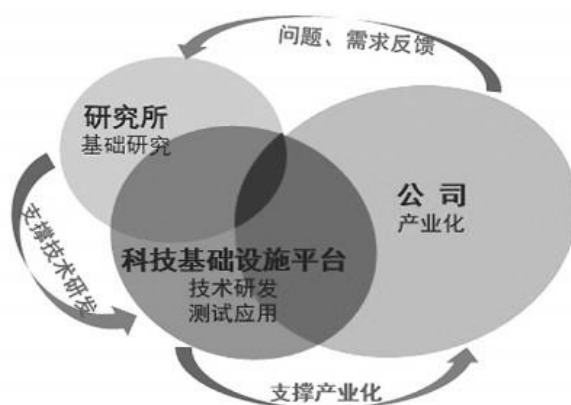 问题、需求反馈
研究所
基础研究
公 司
产业化
支撑技术研发
科技基础设施平台
技术研发
测试应用
支撑产业化